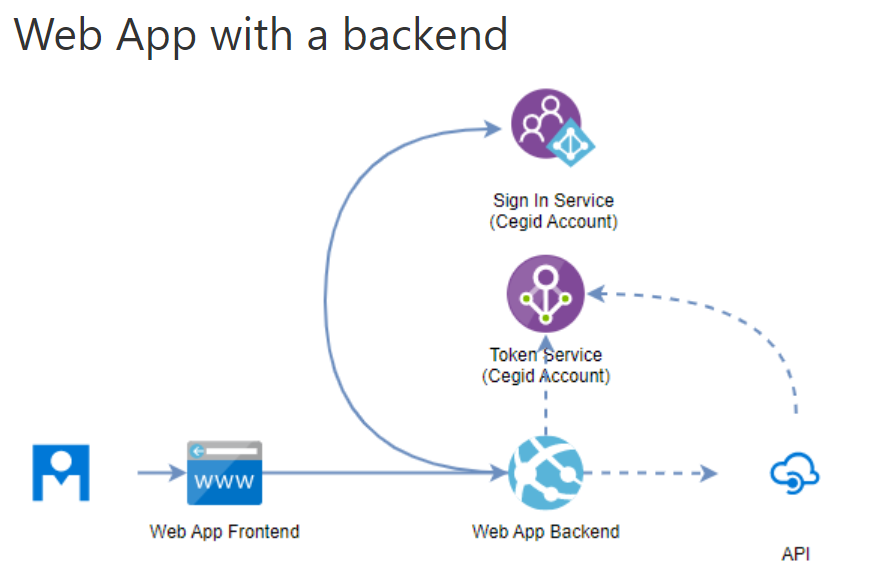 Web App with a backend
Sign In Service
(Cegid Account)
Token Service
(Cegid Account)
www
Web App Frontend
Web App Backend
API